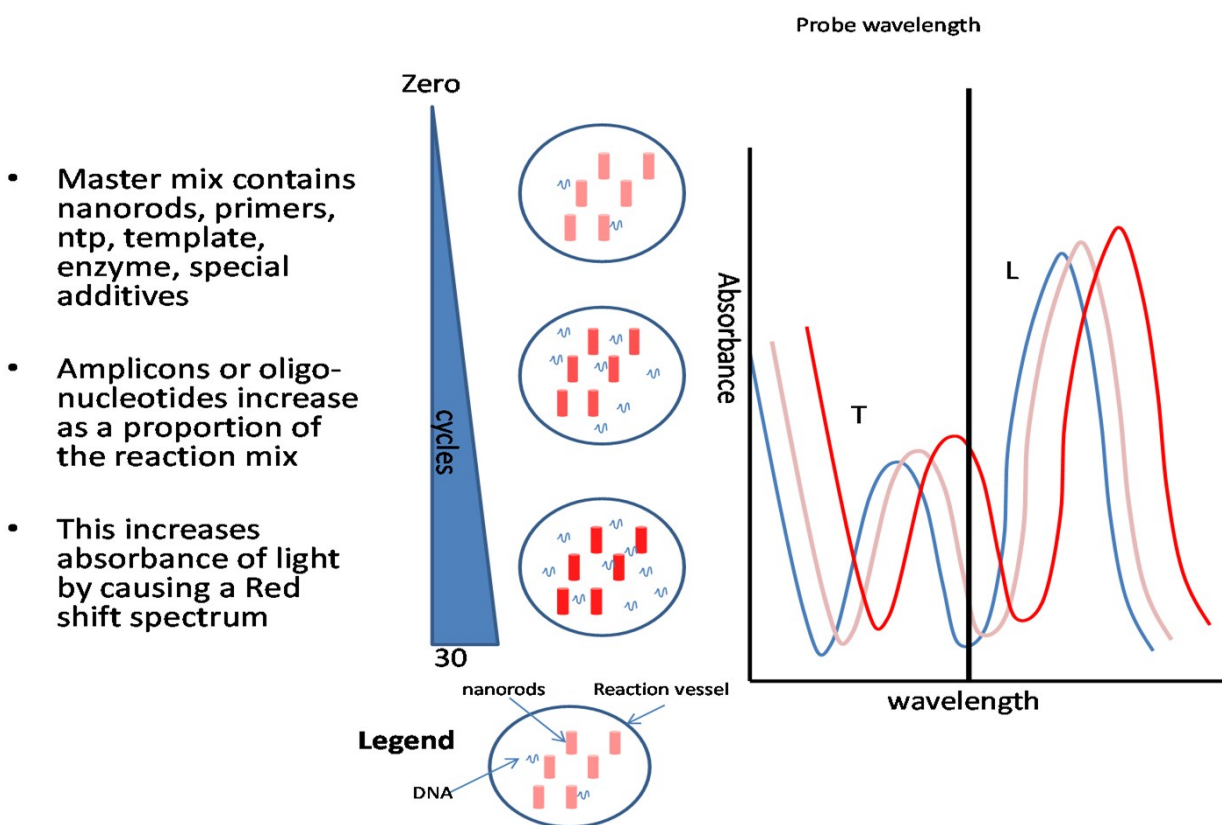 Probe wavelength
Zero
• Master mix contains
nanorods, primers,
ntp, template,
enzyme, special
additives
• Amplicons or oligo-
nucleotides increase
as a proportion of
the reaction mix
• This increases
absorbance of light
by causing a Red
shift spectrum
cycles
30
Absorbance
T
L
wavelength
nanorods
Reaction vessel
Legend
DNA